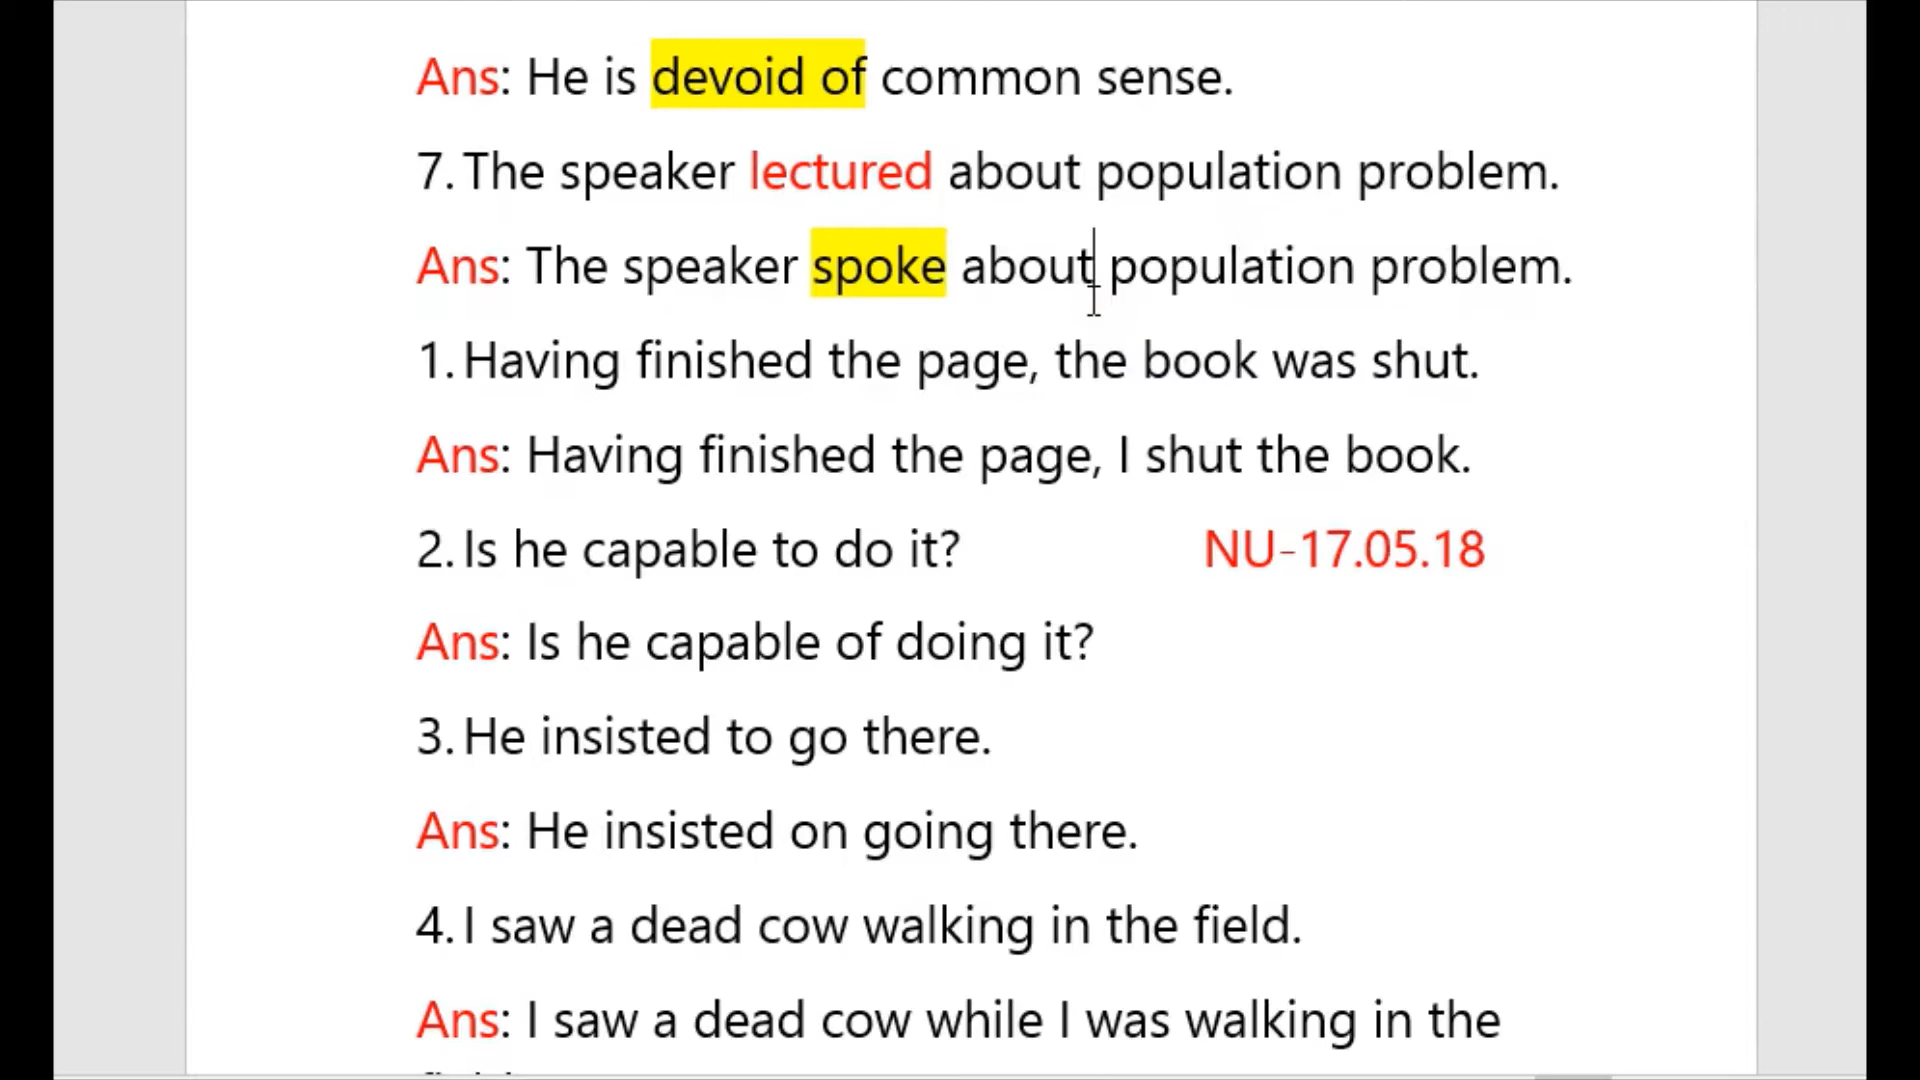 Ans: He is devoid of common sense.
7. The speaker lectured about population problem.
Ans: The speaker spoke about population problem.
1. Having finished the page, the book was shut.
Ans: Having finished the page, I shut the book.
2. Is he capable to do it? NU-17.05.18
Ans: Is he capable of doing it?
3. He insisted to go there.
Ans: He insisted on going there.
4. I saw a dead cow walking in the field.
Ans: I saw a dead cow while I was walking in the